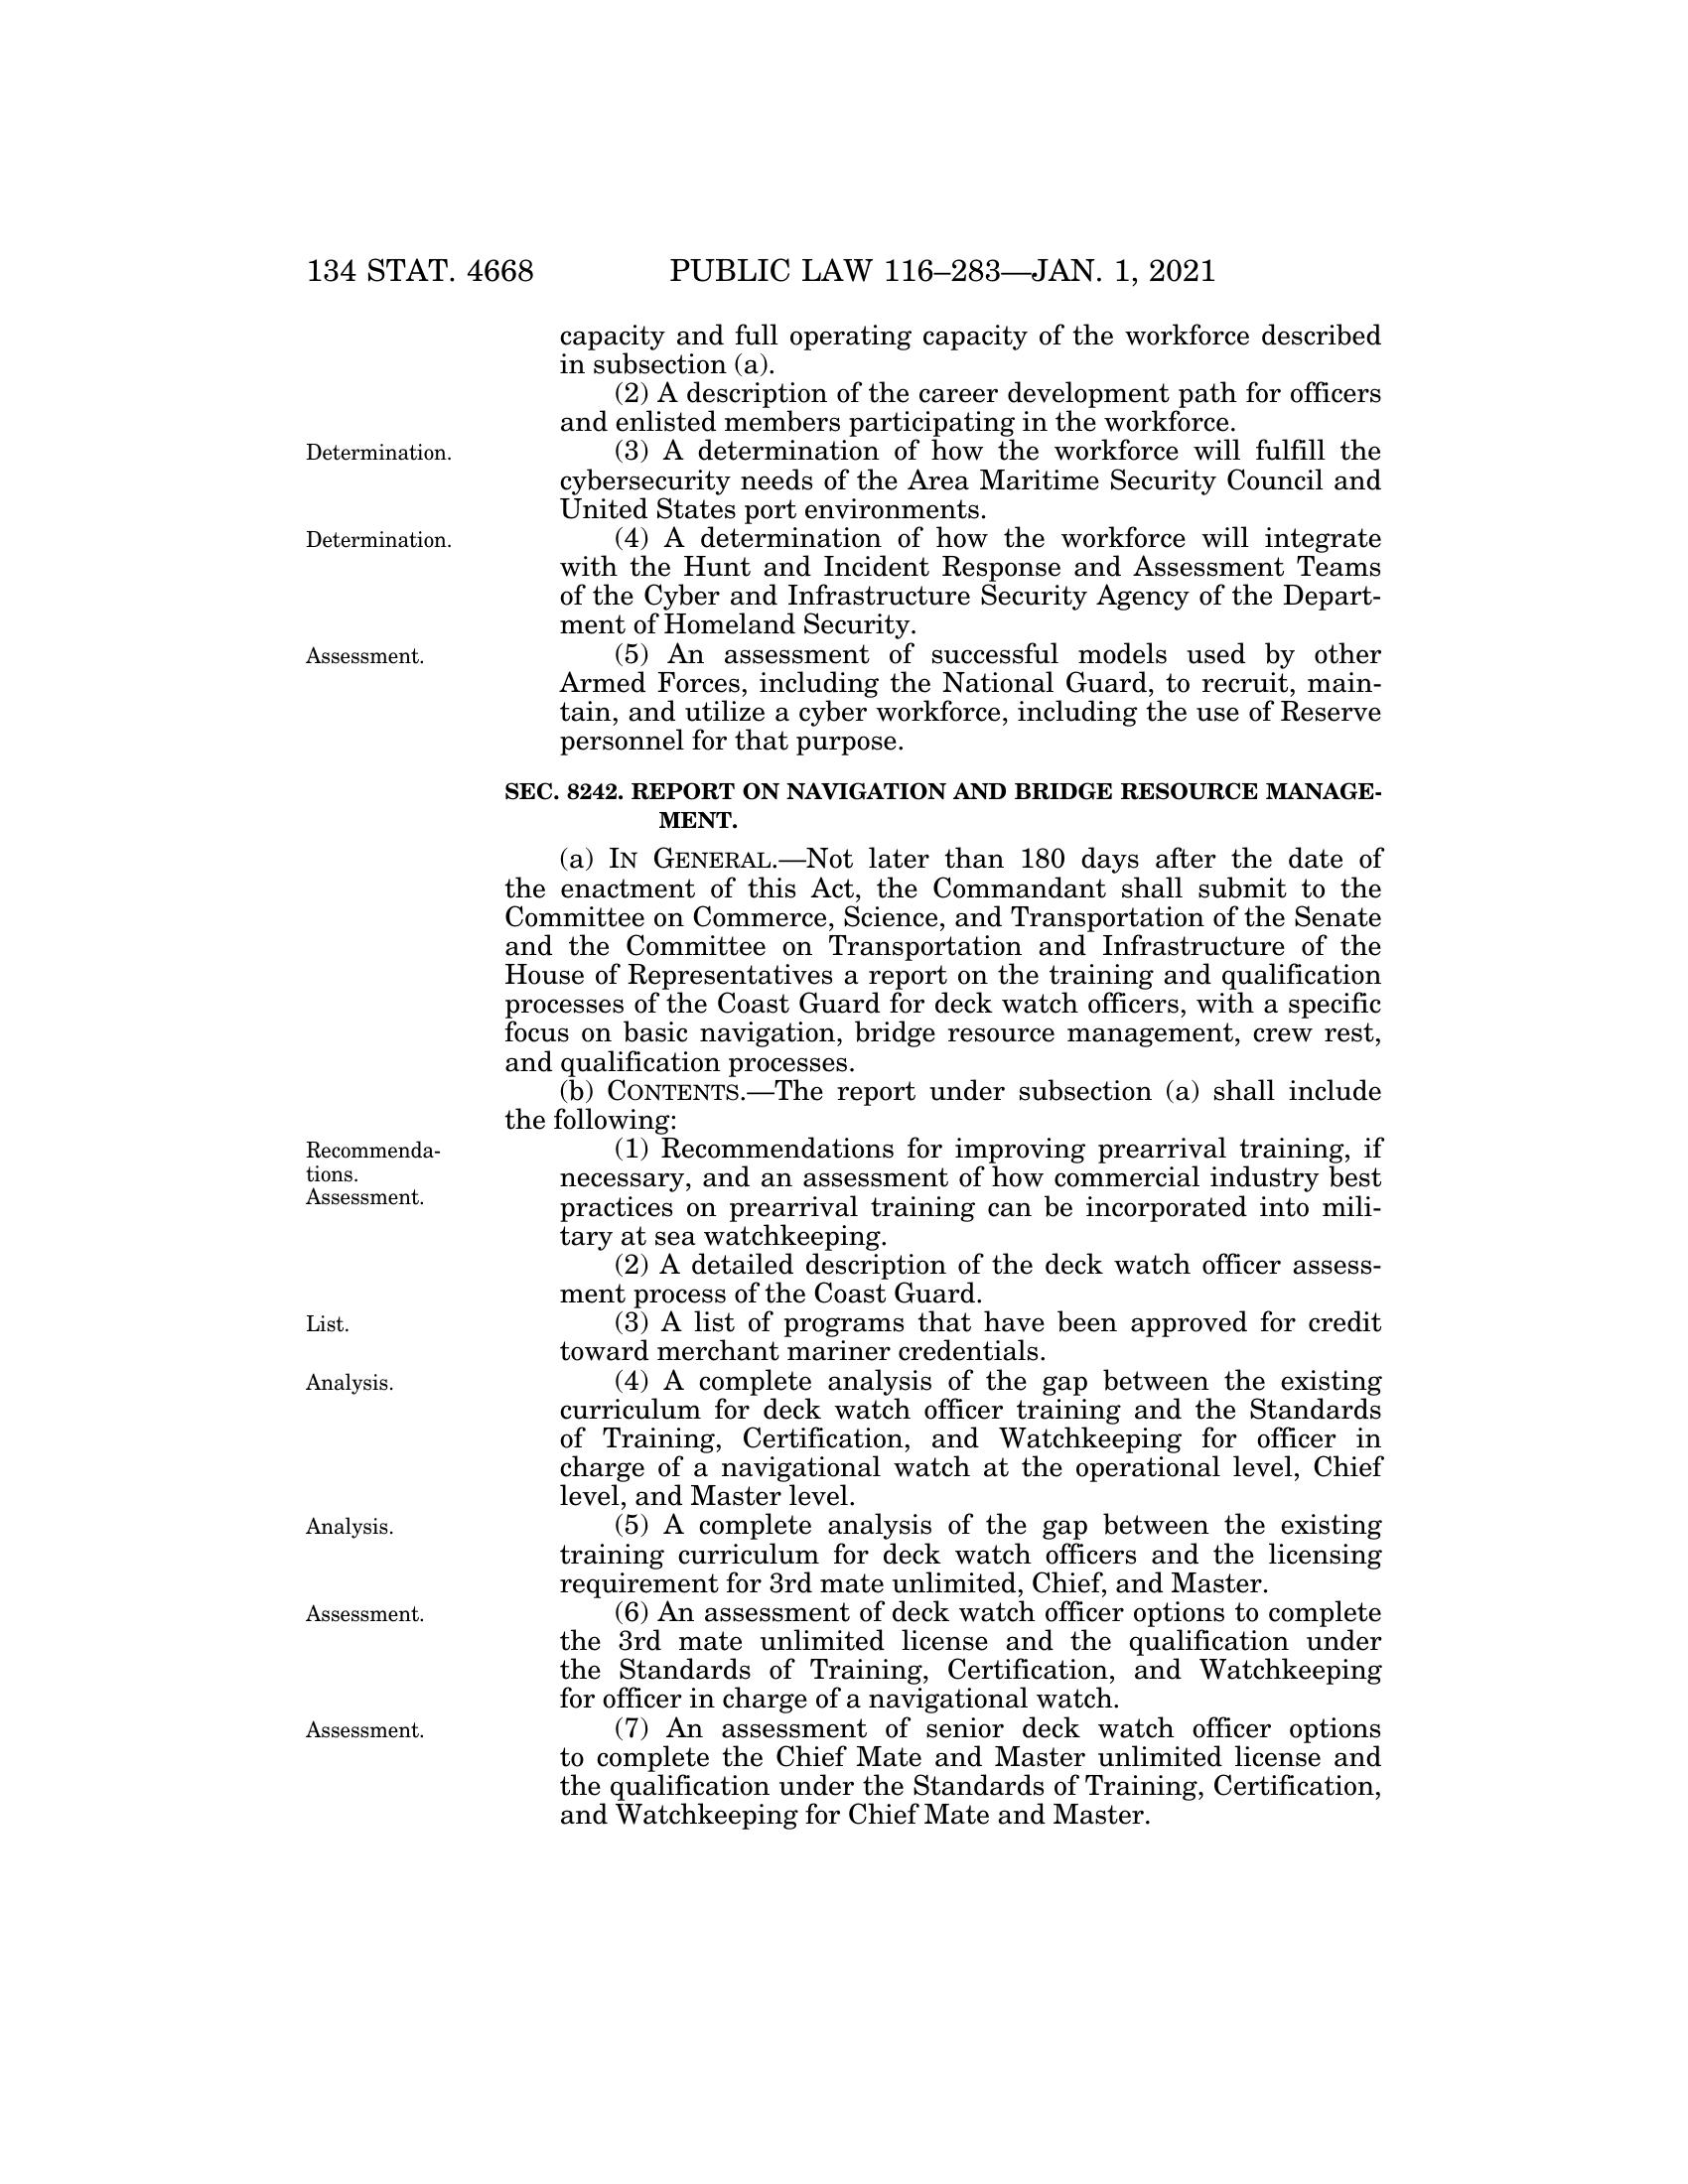 134 STAT. 4668 PUBLIC LAW 116–283—JAN. 1, 2021
capacity and full operating capacity of the workforce described
in subsection (a).
(2) A description of the career development path for officers
and enlisted members participating in the workforce.
Determination.
(3) A determination of how the workforce will fulfill the
cybersecurity needs of the Area Maritime Security Council and
United States port environments.
Determination.
(4) A determination of how the workforce will integrate
with the Hunt and Incident Response and Assessment Teams
of the Cyber and Infrastructure Security Agency of the Depart-
ment of Homeland Security.
Assessment.
(5) An assessment of successful models used by other
Armed Forces, including the National Guard, to recruit, main-
tain, and utilize a cyber workforce, including the use of Reserve
personnel for that purpose.
SEC. 8242. REPORT ON NAVIGATION AND BRIDGE RESOURCE MANAGE-
MENT.
(a) IN GENERAL.—Not later than 180 days after the date of
the enactment of this Act, the Commandant shall submit to the
Committee on Commerce, Science, and Transportation of the Senate
and the Committee on Transportation and Infrastructure of the
House of Representatives a report on the training and qualification
processes of the Coast Guard for deck watch officers, with a specific
focus on basic navigation, bridge resource management, crew rest,
and qualification processes.
(b) CONTENTS.—The report under subsection (a) shall include
the following:
Recommenda-
tions.
Assessment.
(1) Recommendations for improving prearrival training, if
necessary, and an assessment of how commercial industry best
practices on prearrival training can be incorporated into mili-
tary at sea watchkeeping.
(2) A detailed description of the deck watch officer assess-
ment process of the Coast Guard.
List.
(3) A list of programs that have been approved for credit
toward merchant mariner credentials.
Analysis.
(4) A complete analysis of the gap between the existing
curriculum for deck watch officer training and the Standards
of Training, Certification, and Watchkeeping for officer in
charge of a navigational watch at the operational level, Chief
level, and Master level.
Analysis.
(5) A complete analysis of the gap between the existing
training curriculum for deck watch officers and the licensing
requirement for 3rd mate unlimited, Chief, and Master.
Assessment.
(6) An assessment of deck watch officer options to complete
the 3rd mate unlimited license and the qualification under
the Standards of Training, Certification, and Watchkeeping
for officer in charge of a navigational watch.
Assessment.
(7) An assessment of senior deck watch officer options
to complete the Chief Mate and Master unlimited license and
the qualification under the Standards of Training, Certification,
and Watchkeeping for Chief Mate and Master.